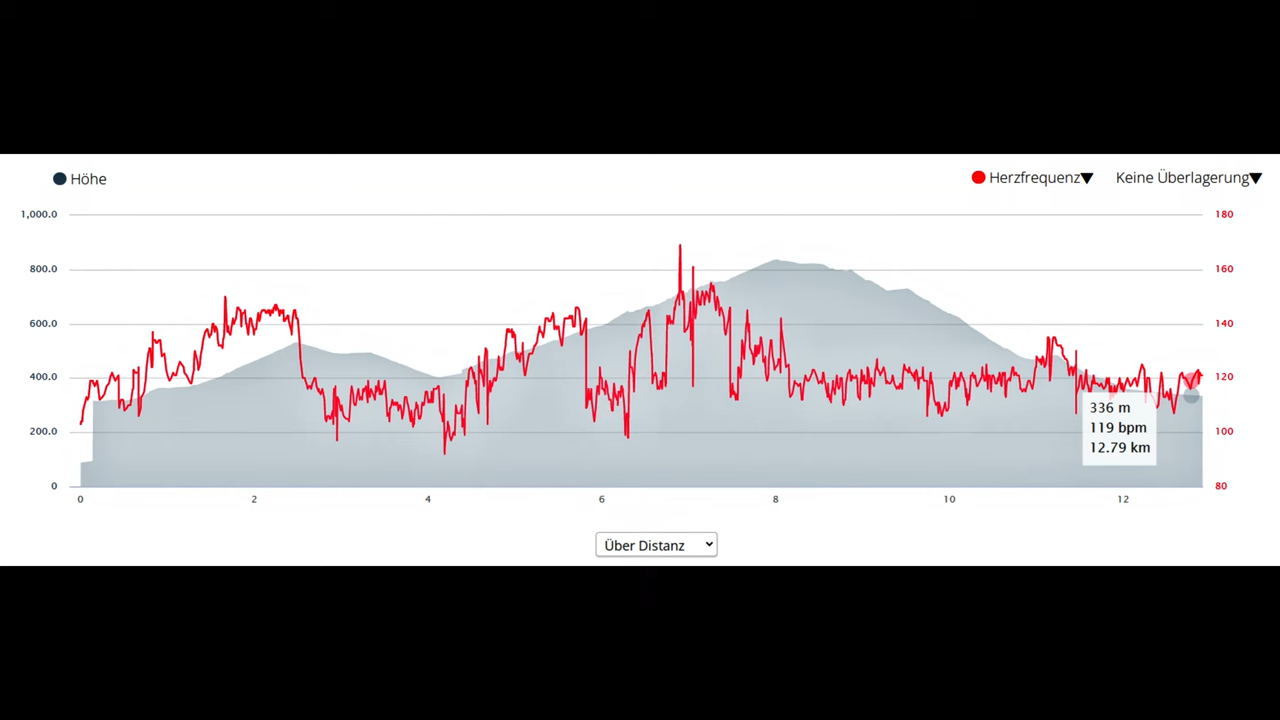 Höhe
Herzfrequenz▼ Keine Überlagerung▼
1,000.0 180
800.0 160
600.0 140
400.0 120
200.0 100
0 80
336 m
119 bpm
12.79 km
0 2 4 6 8 10 12
Über Distanz